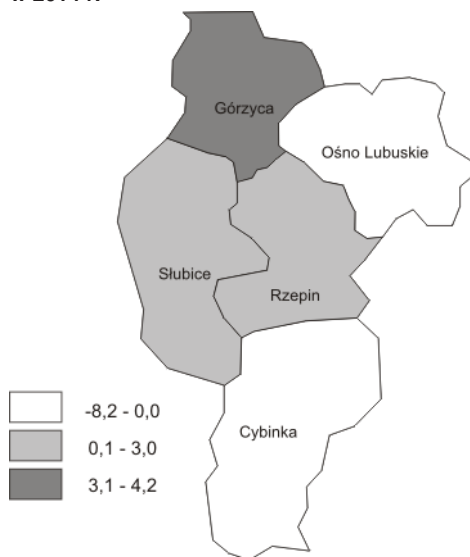 Górzyca
Ośno Lubuskie
Słubice
Rzepin
Cybinka
-8,2 - 0,0
0,1 - 3,0
3,1 - 4,2